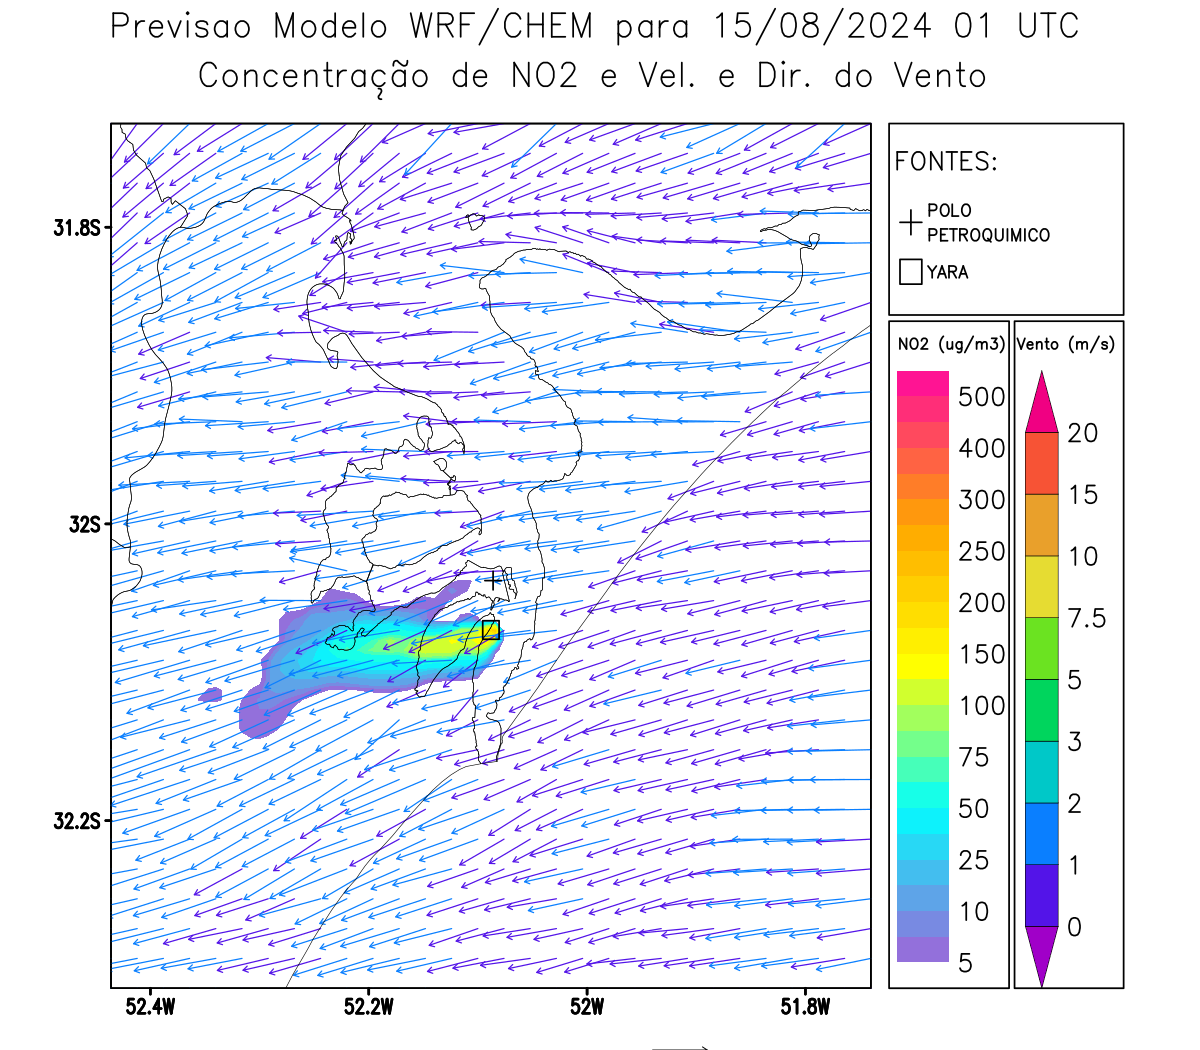 Previsao Modelo WRF/CHEM para 15/08/2024 01 UTC
Concentração de NO2 e Vel. e Dir. do Vento
FONTES:
POLO
PETROQUIMICO
YARA
NO2 (ug/m3)
500
400
300
250
200
150
100
75
50
25
10
5
Vento (m/s)
20
15
10
7.5
5
3
2
1
0
31.8S
32S
32.2S
52.4W
52.2W
52W
51.8W